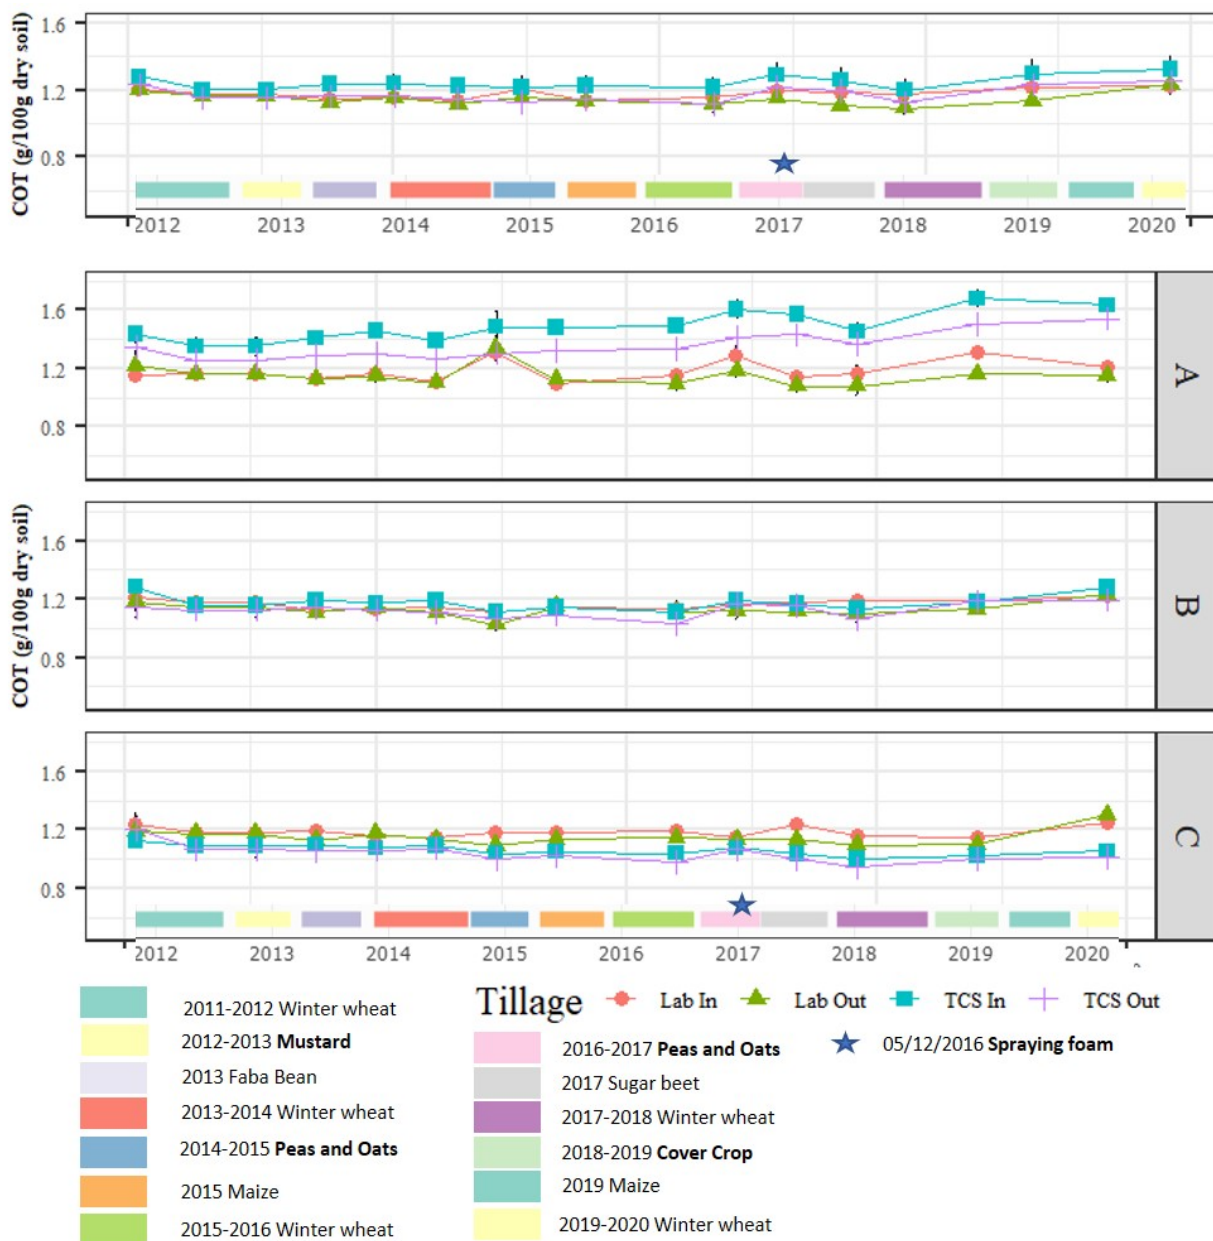 COT (g/100g dry soil)
1.6
1.2
0.8
2012 2013 2014 2015 2016 2017 2018 2019 2020
1.6
1.2
0.8
A
COT (g/100g dry soil)
1.6
1.2
0.8
B
1.6
1.2
0.8
C
2012 2013 2014 2015 2016 2017 2018 2019 2020
Tillage Lab In Lab Out TCS In TCS Out
2011-2012 Winter wheat
2012-2013 Mustard
2013 Faba Bean
2013-2014 Winter wheat
2014-2015 Peas and Oats
2015 Maize
2015-2016 Winter wheat
2016-2017 Peas and Oats
2017 Sugar beet
2017-2018 Winter wheat
2018-2019 Cover Crop
2019 Maize
2019-2020 Winter wheat
05/12/2016 Spraying foam